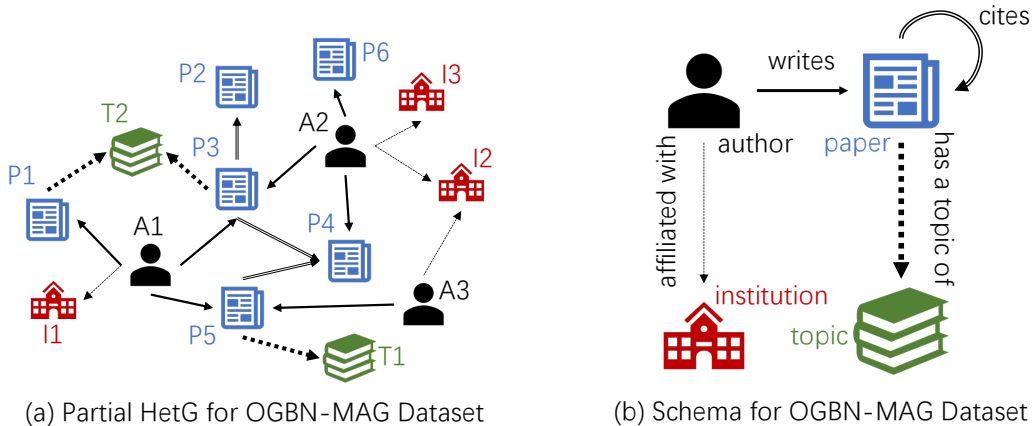 P6
P2
I3
T2
A2
P3
I2
P1
P4
A1
A3
P5
I1
T1
(a) Partial HetG for OGBN-MAG Dataset
cites
writes
author
paper
affiliated with
has a topic of
institution
topic
(b) Schema for OGBN-MAG Dataset